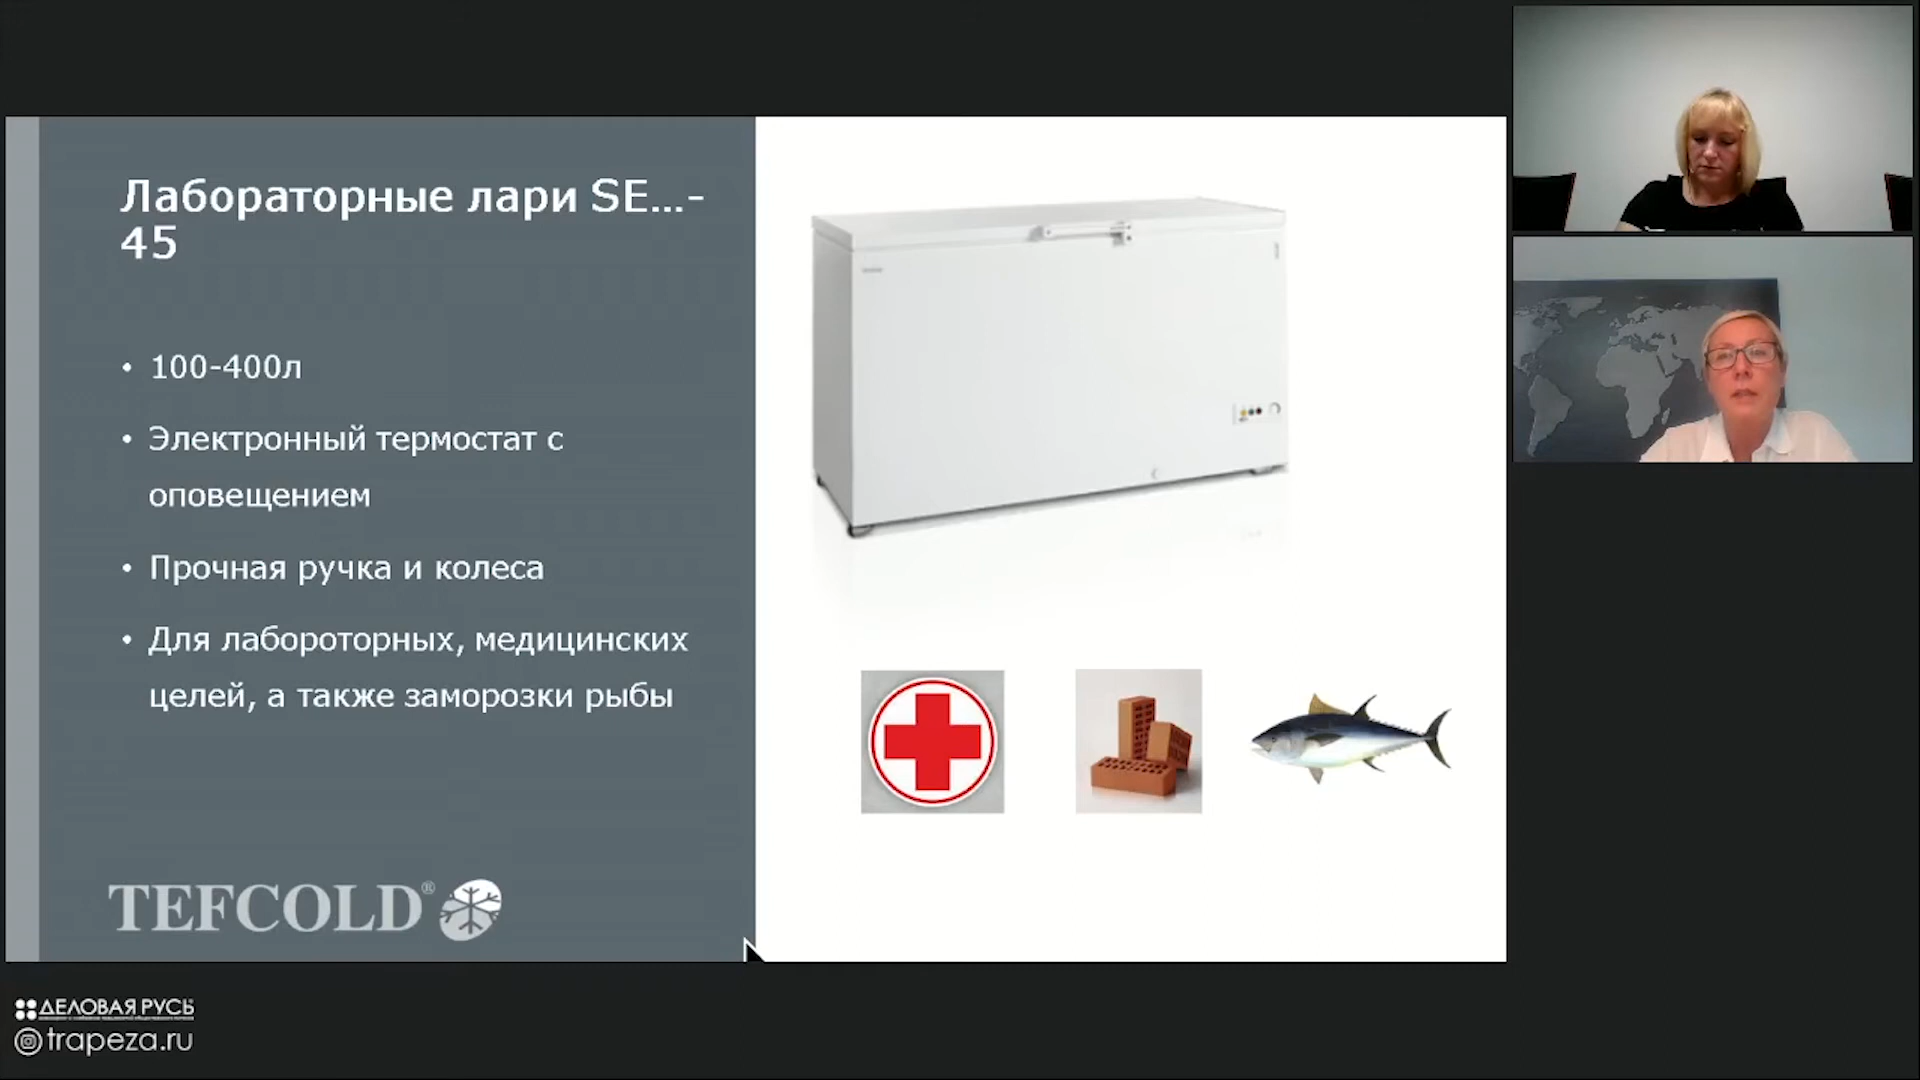 Лабораторные лари SE...-
45
• 100-400л
• Электронный термостат с
оповещением
• Прочная ручка и колеса
• Для лабороторных, медицинских
целей, а также заморозки рыбы
TEFCOLD®
ДЕЛОВАЯ РУСЬ
trapeza.ru